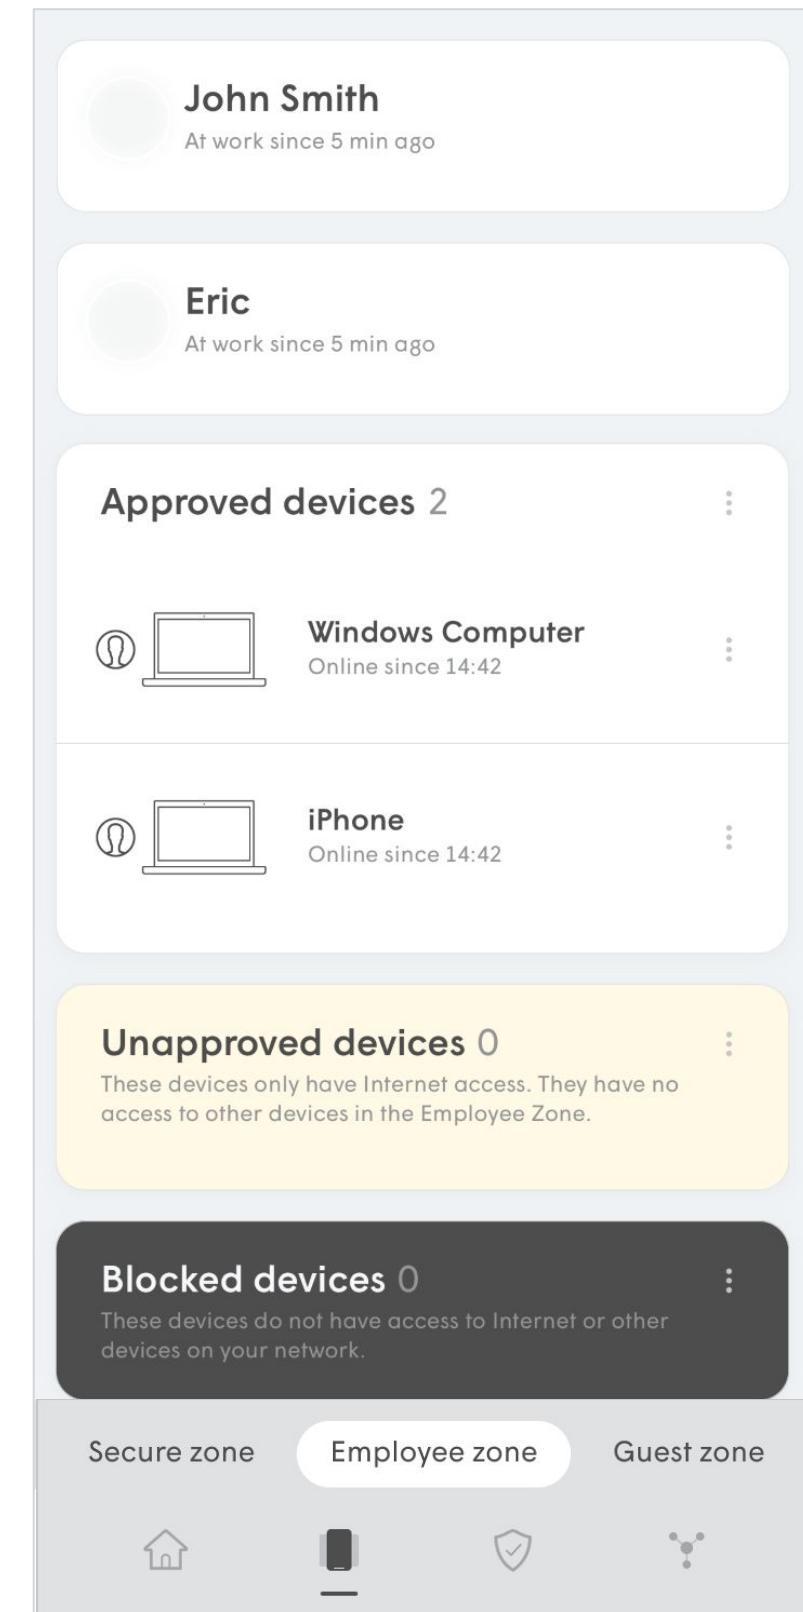 John Smith
At work since 5 min ago
Eric
At work since 5 min ago
Approved devices 2
Windows Computer
Online since 14:42
iPhone
Online since 14:42
Unapproved devices 0
These devices only have Internet access. They have no
access to other devices in the Employee Zone.
Blocked devices 0
These devices do not have access to Internet or other
devices on your network.
Secure zone Employee zone Guest zone